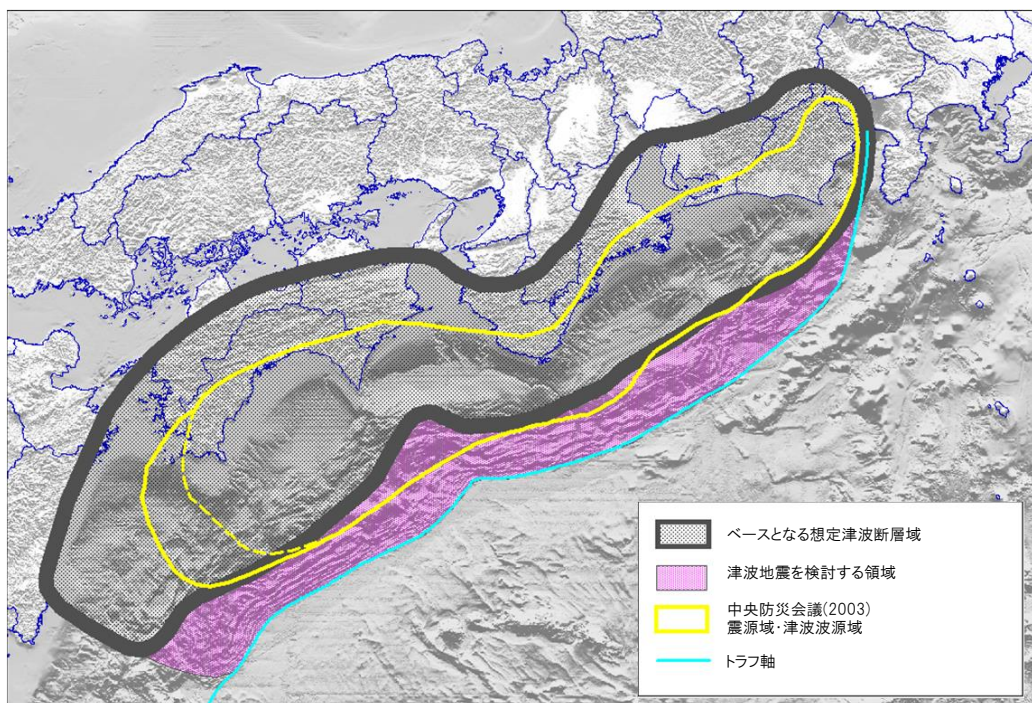 ベースとなる想定津波断層域
津波地震を検討する領域
中央防災会議(2003)
震源域・津波波源域
トラフ軸